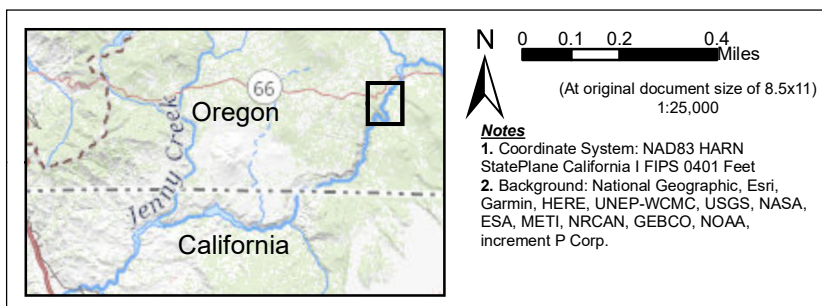 66
Oregon
Jenny Creek
California
N
0 0.1 0.2 0.4
Miles
(At original document size of 8.5x11)
1:25,000
Notes
1. Coordinate System: NAD83 HARN
StatePlane California I FIPS 0401 Feet
2. Background: National Geographic, Esri,
Garmin, HERE, UNEP-WCMC, USGS, NASA,
ESA, METI, NRCAN, GEBCO, NOAA,
increment P Corp.